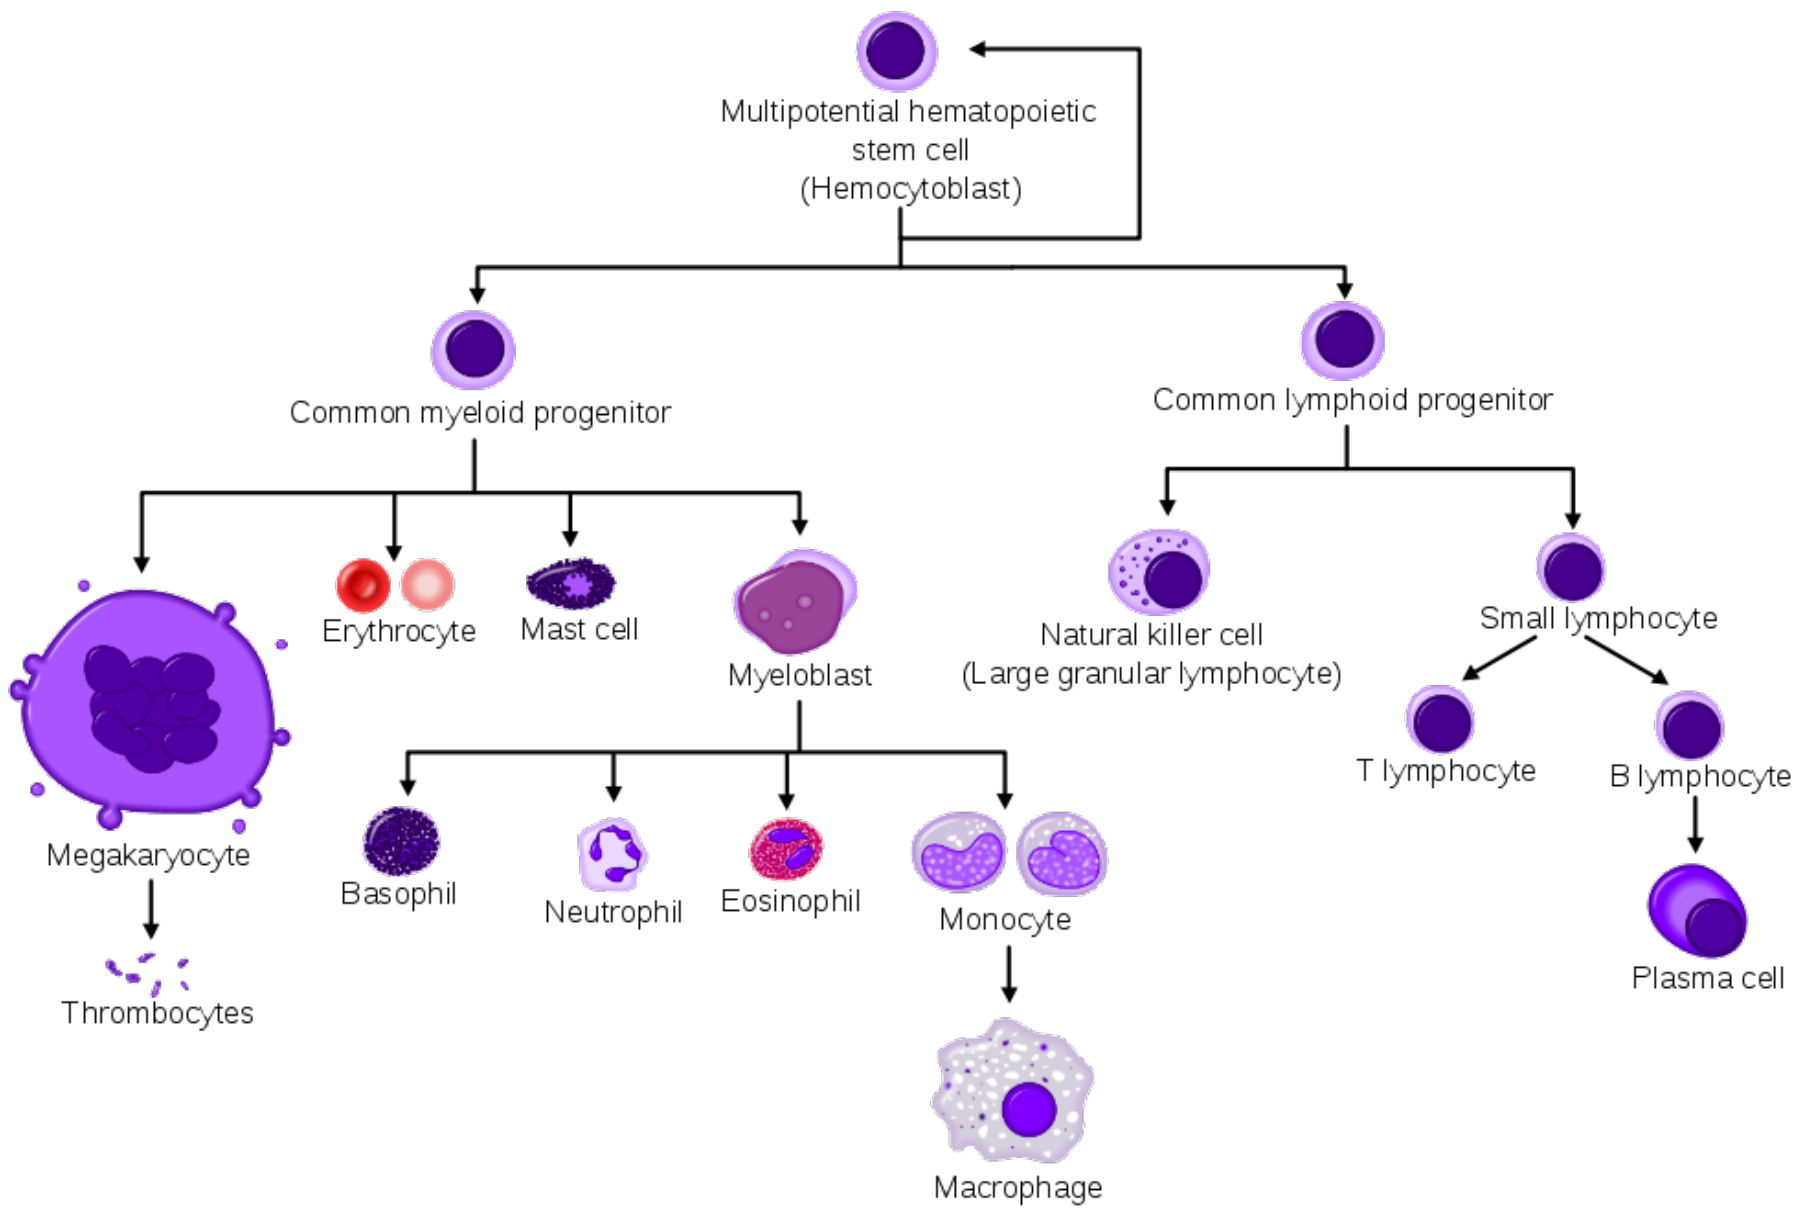 Multipotential hematopoietic
stem cell
(Hemocytoblast)
Common myeloid progenitor
Common lymphoid progenitor
Erythrocyte
Mast cell
Myeloblast
Natural killer cell
(Large granular lymphocyte)
Small lymphocyte
T lymphocyte
B lymphocyte
Megakaryocyte
Basophil
Neutrophil
Eosinophil
Monocyte
Plasma cell
Thrombocytes
Macrophage